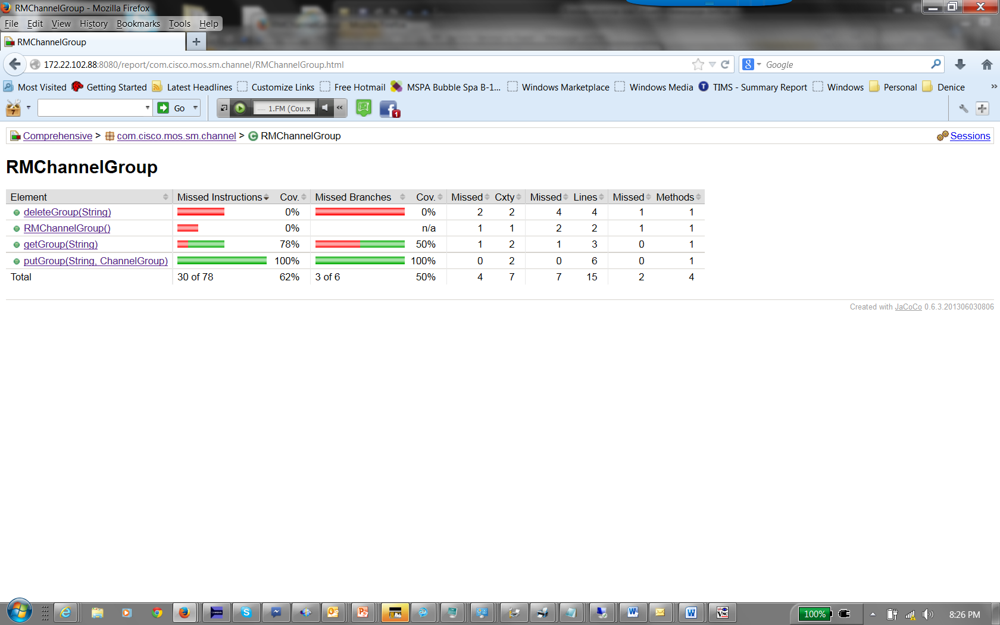 RMChannelGroup - Mozilla Firefox
File Edit View History Bookmarks Tools Help
RMChannelGroup
172.22.102.88:8080/report/com.cisco.mos.sm.channel/RMChannelGroup.html
Google
Most Visited Getting Started Latest Headlines Customize Links Free Hotmail MSPA Bubble Spa B-1... Windows Marketplace Windows Media TIMS - Summary Report Windows Personal Denice
Go 1.FM (Cou. 1
Comprehensive > com.cisco.mos.sm.channel > RMChannelGroup Sessions
RMChannelGroup
Element Missed Instructions Cov. Missed Branches Cov. Missed Cxty Missed Lines Missed Methods
deleteGroup(String) 0% 0% 2 2 4 4 1 1
RMChannelGroup() 0% n/a 1 1 2 2 1 1
getGroup(String) 78% 50% 1 2 1 3 0 1
putGroup(String, ChannelGroup) 100% 100% 0 2 0 6 0 1
Total 30 of 78 62% 3 of 6 50% 4 7 7 15 2 4
Created with JaCoCo 0.6.3.201306030806
100% 8:26 PM